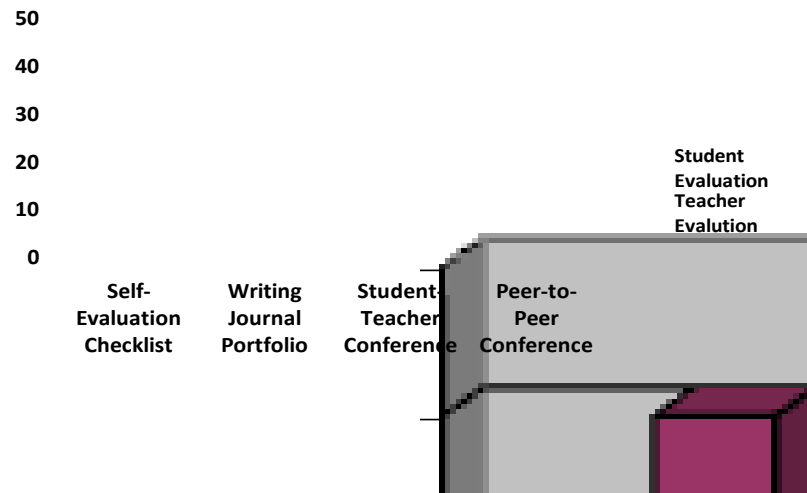 50
40
30
20
10
0
Student
Evaluation
Teacher
Evalution
Self-
Evaluation
Checklist
Writing
Journal
Portfolio
Student-
Teacher
Conference
Peer-to-
Peer
Conference